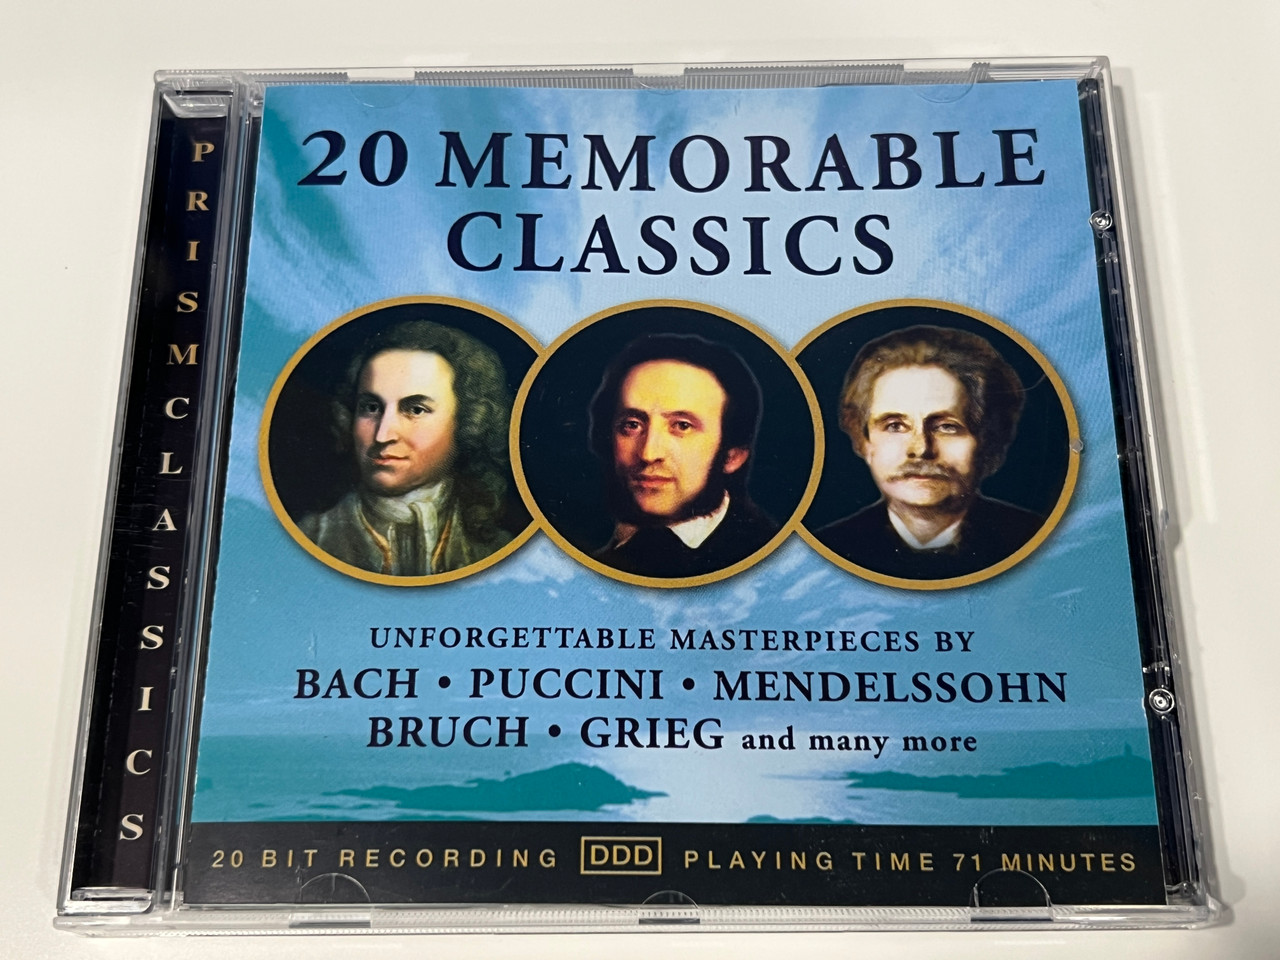 PRISM CLASSICS
20 MEMORABLE
CLASSICS
UNFORGETTABLE MASTERPIECES BY
BACH • PUCCINI • MENDELSSOHN
BRUCH • GRIEG and many more
20 BIT RECORDING DDD PLAYING TIME 71 MINUTES